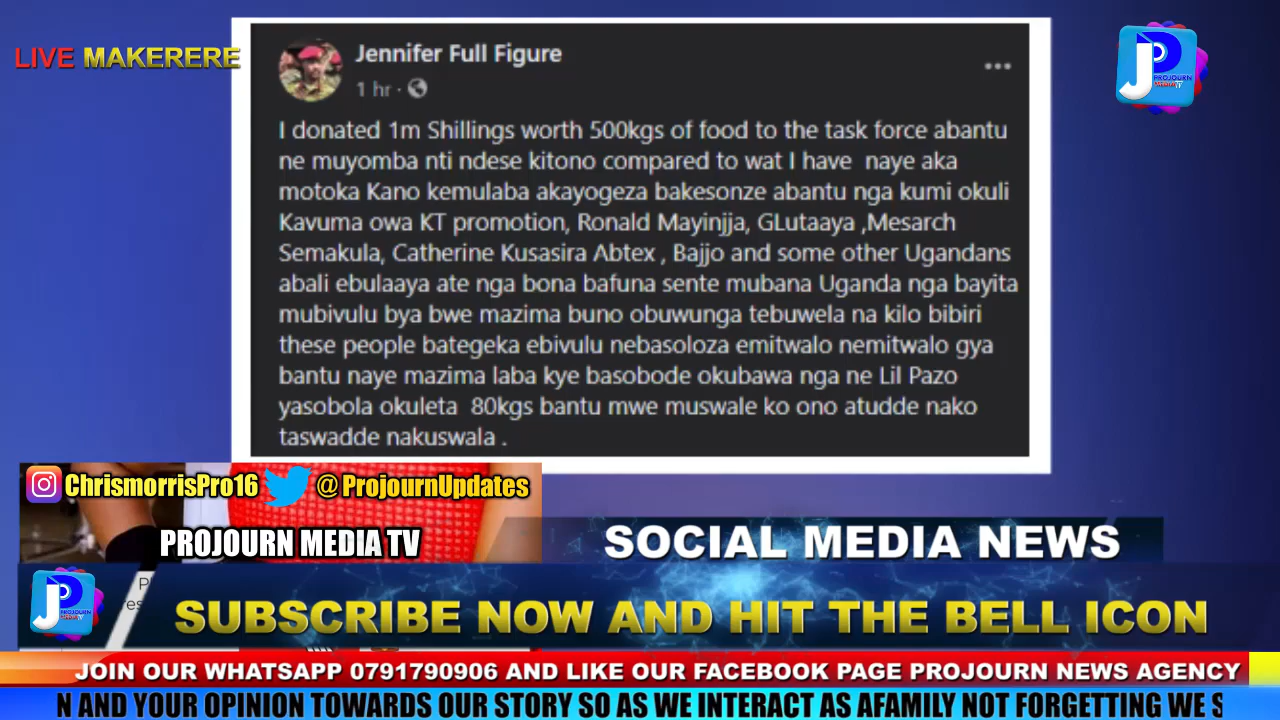 LIVE MAKERERE
Jennifer Full Figure
1 hr ·
I donated 1m Shillings worth 500kgs of food to the task force abantu
ne muyomba nti ndese kitono compared to wat I have naye aka
motoka Kano kemulaba akayogeza bakesonze abantu nga kumi okuli
Kavuma owa KT promotion, Ronald Mayinjja, GLutaaya ,Mesarch
Semakula, Catherine Kusasira Abtex , Bajjo and some other Ugandans
abali ebulaaya ate nga bona bafuna sente mubana Uganda nga bayita
mubivulu bya bwe mazima buno obuwunga tebuwela na kilo bibiri
these people bategeka ebivulu nebasoloza emitwalo nemitwalo gya
bantu naye mazima laba kye basobode okubawa nga ne Lil Pazo
yasobola okuleta 80kgs bantu mwe muswale ko ono atudde nako
taswadde nakuswala .
JP PROJOURN MEDIA TV
ChrismorrisPro16 @ProjournUpdates
PROJOURN MEDIA TV
SOCIAL MEDIA NEWS
JP PROJOURN
SUBSCRIBE NOW AND HIT THE BELL ICON
JOIN OUR WHATSAPP 0791790906 AND LIKE OUR FACEBOOK PAGE PROJOURN NEWS AGENCY
N AND YOUR OPINION TOWARDS OUR STORY SO AS WE INTERACT AS AFAMILY NOT FORGETTING WE S